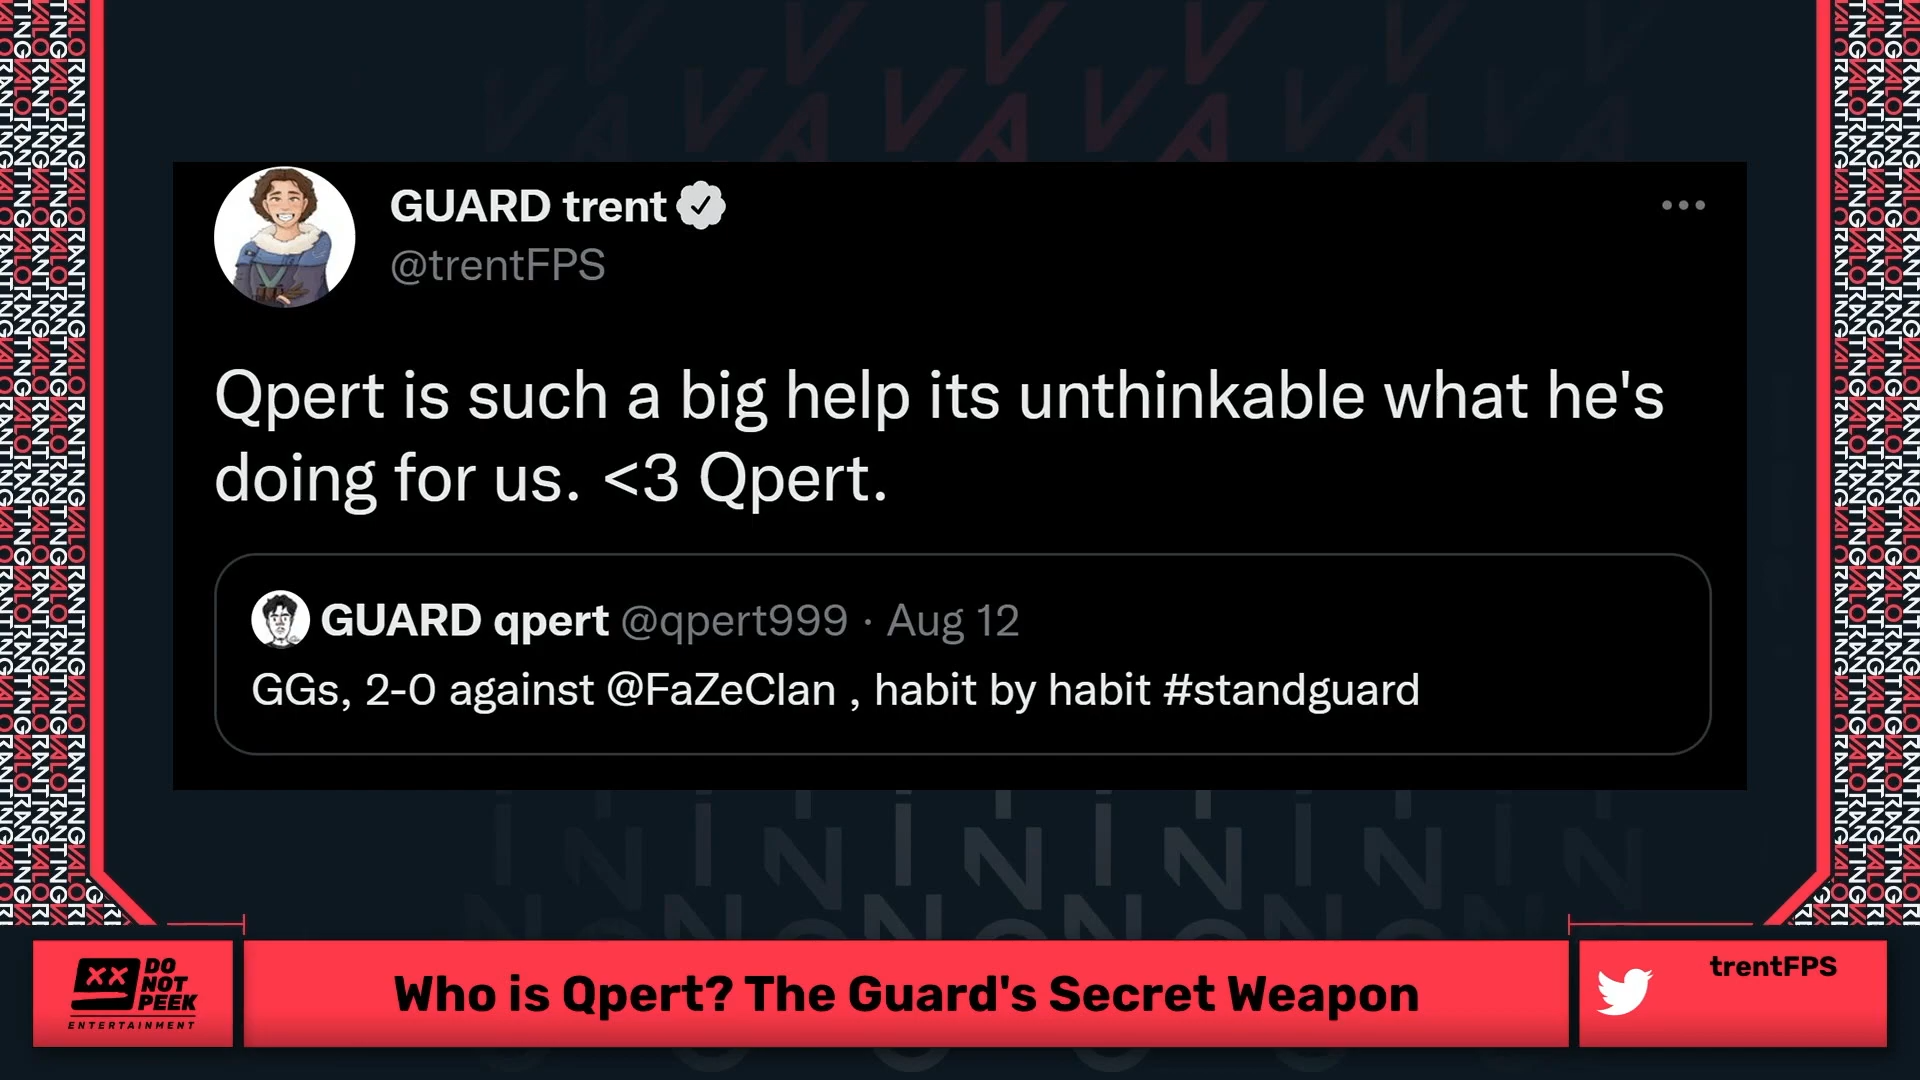 GUARD trent
@trentFPS
Qpert is such a big help its unthinkable what he's
doing for us. <3 Qpert.
GUARD qpert @qpert999 · Aug 12
GGs, 2-0 against @FaZeClan , habit by habit #standguard
DO
NOT
PEEK
ENTERTAINMENT
Who is Qpert? The Guard's Secret Weapon
trentFPS